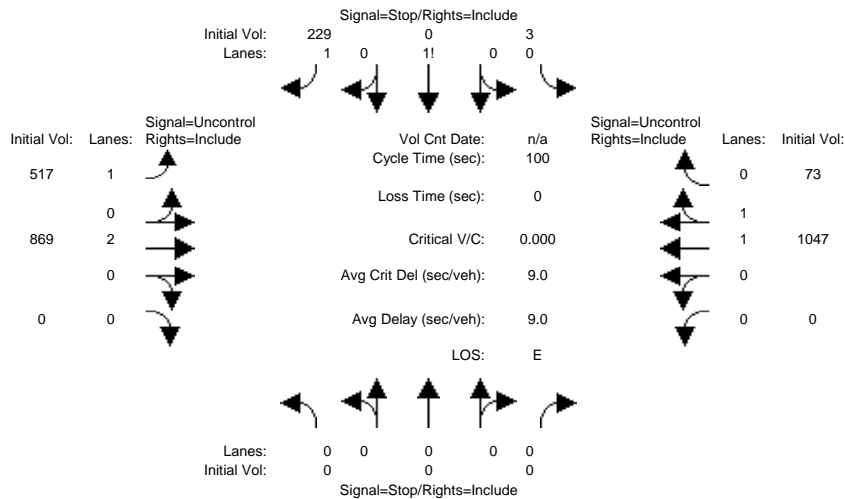 Signal=Stop/Rights=Include
Initial Vol: 229 0 3
Lanes: 1 0 1! 0 0
Signal=Uncontrol
Initial Vol: Lanes: Rights=Include
Vol Cnt Date: n/a
Signal=Uncontrol
Rights=Include Lanes: Initial Vol:
Cycle Time (sec): 100
517 1
0 73
Loss Time (sec): 0
0
1
869 2
Critical V/C: 0.000
1 1047
0
Avg Crit Del (sec/veh): 9.0
0
0 0
Avg Delay (sec/veh): 9.0
0 0
LOS: E
Lanes: 0 0 0 0 0
Initial Vol: 0 0 0
Signal=Stop/Rights=Include